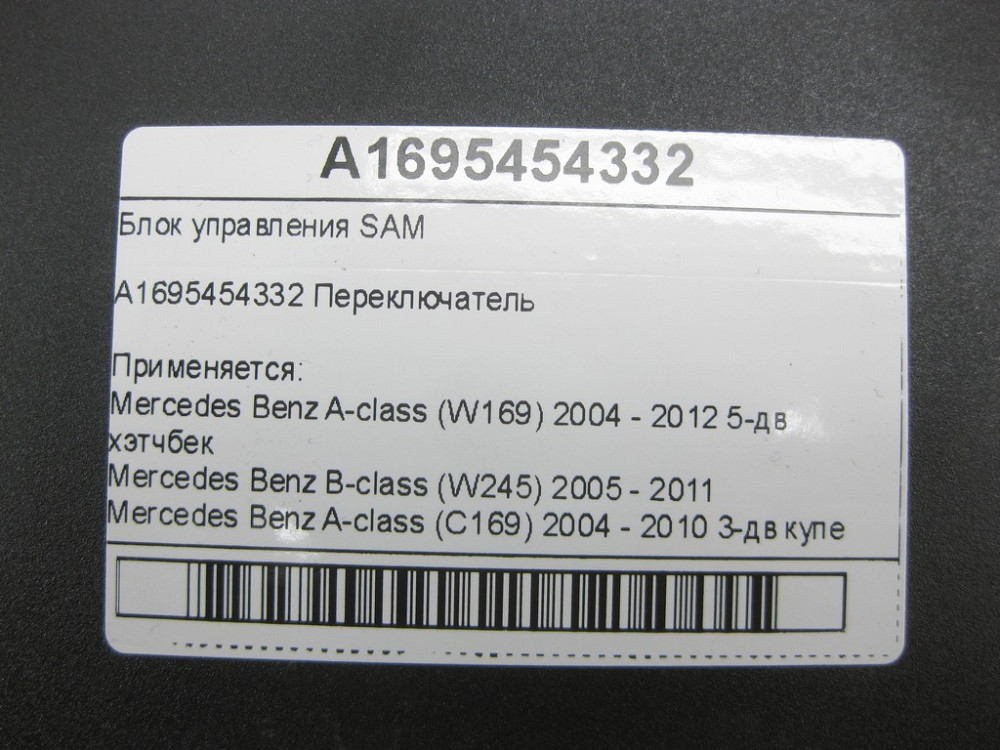 A1695454332
Блок управления SAM
A1695454332 Переключатель
Применяется:
Mercedes Benz A-class (W169) 2004 - 2012 5-дв
хэтчбек
Mercedes Benz B-class (W245) 2005 - 2011
Mercedes Benz A-class (C169) 2004 - 2010 3-дв купе